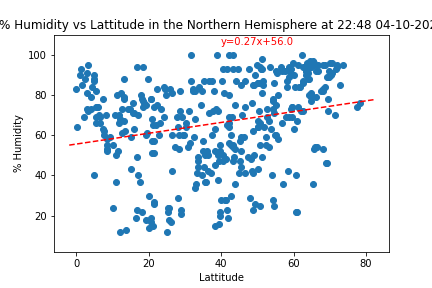 % Humidity vs Lattitude in the Northern Hemisphere at 22:48 04-10-202
y=0.27x+56.0
100
80
60
40
20
% Humidity
0 20 40 60 80
Lattitude